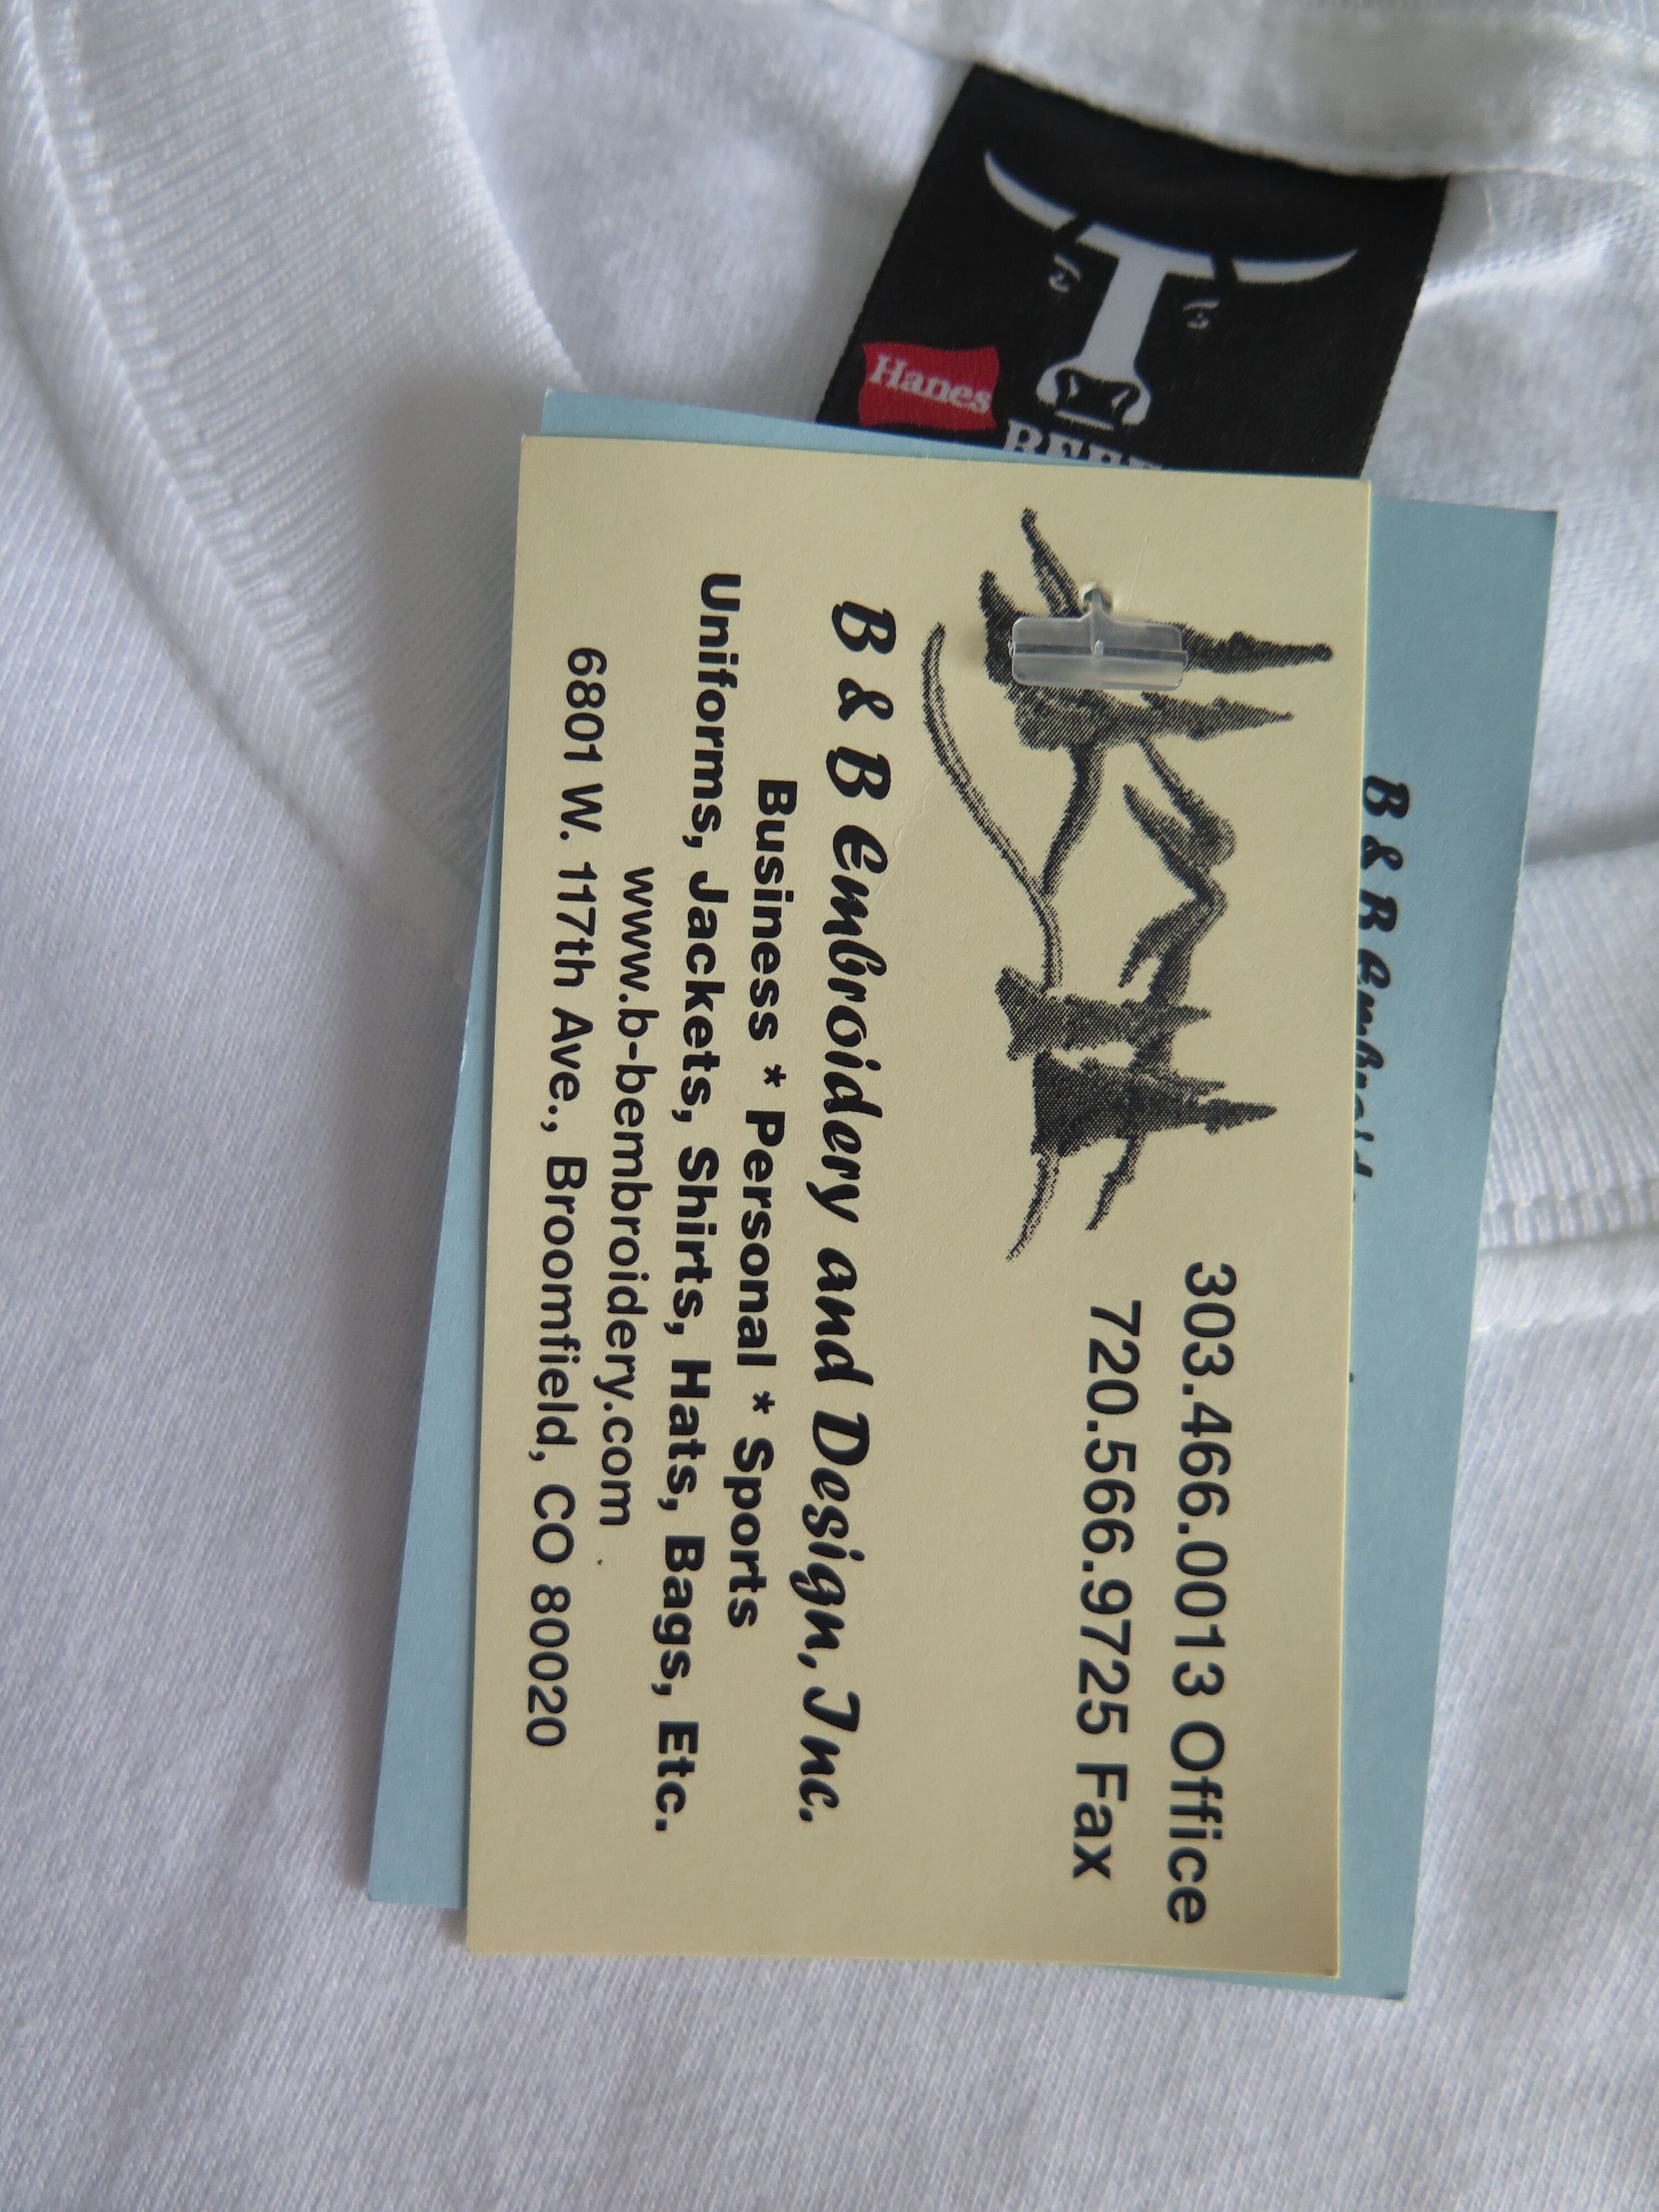 Hanes
303.466.0013 Office
720.566.9725 Fax
B & B Embroidery and Design, Inc.
Business * Personal * Sports
Uniforms, Jackets, Shirts, Hats, Bags, Etc.
www.b-bembroidery.com
6801 W. 117th Ave., Broomfield, CO 80020
B & B